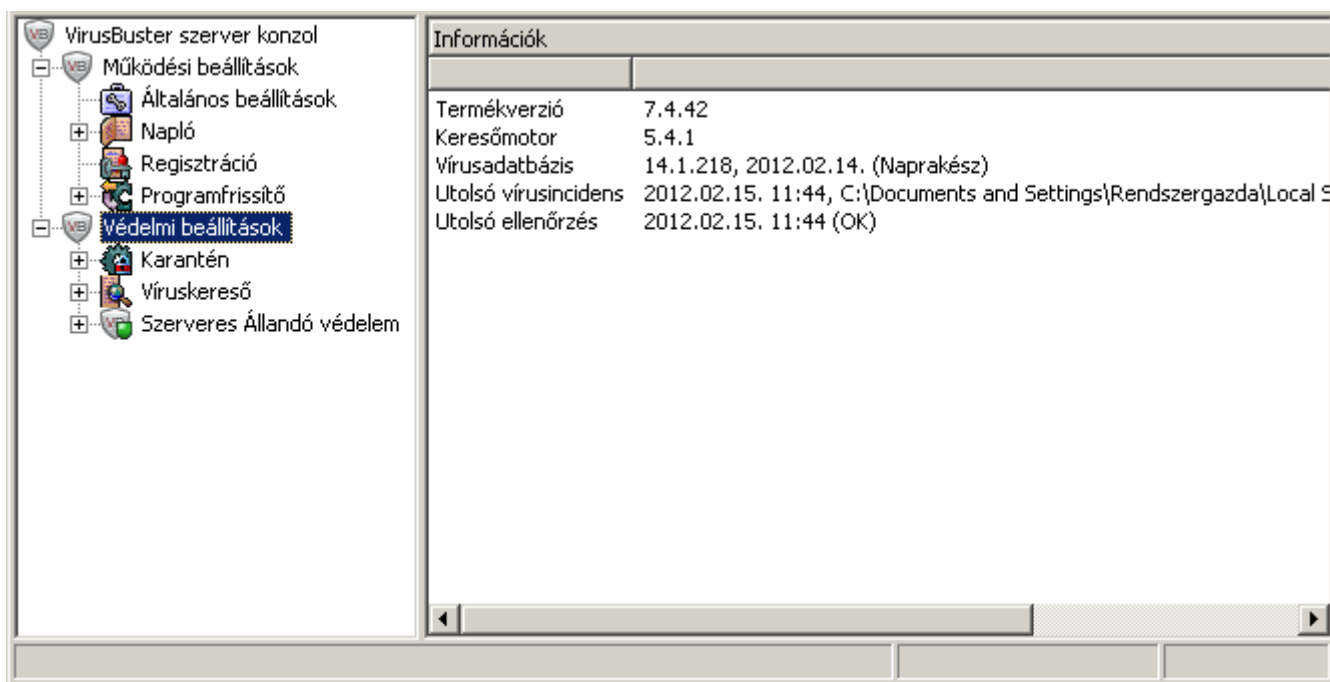 VirusBuster szerver konzol
Működési beállítások
Általános beállítások
Napló
Regisztráció
Programfrissítő
Védelmi beállítások
Karantén
Víruskereső
Szerveres Állandó védelem
Információk
Termékverzió 7.4.42
Keresőmotor 5.4.1
Vírusadatbázis 14.1.218, 2012.02.14. (Naprakész)
Utolsó vírusincidens 2012.02.15. 11:44, C:\Documents and Settings\Rendszergazda\Local S
Utolsó ellenőrzés 2012.02.15. 11:44 (OK)